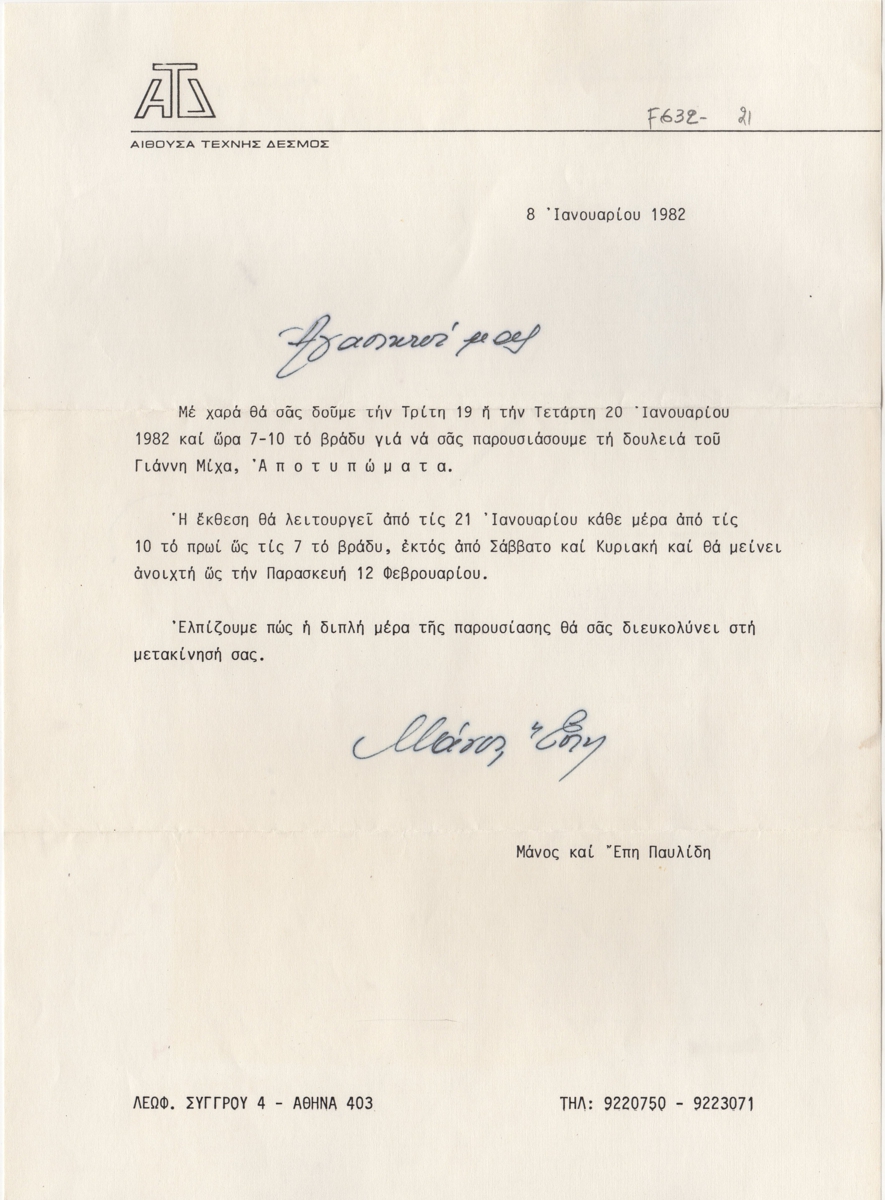 ΑΤΔ
F632- 21
ΑΙΘΟΥΣΑ ΤΕΧΝΗΣ ΔΕΣΜΟΣ
8 Ἰανουαρίου 1982
Ἀγαπητοί μας
Μέ χαρά θά σᾶς δοῦμε τήν Τρίτη 19 ἤ τήν Τετάρτη 20 Ἰανουαρίου
1982 καί ὥρα 7-10 τό βράδυ γιά νά σᾶς παρουσιάσουμε τή δουλειά τοῦ
Γιάννη Μίχα, Ἀ π ο τ υ π ώ μ α τ α.
Ἡ ἔκθεση θά λειτουργεῖ ἀπό τίς 21 Ἰανουαρίου κάθε μέρα ἀπό τίς
10 τό πρωί ὥς τίς 7 τό βράδυ, ἐκτός ἀπό Σάββατο καί Κυριακή καί θά μείνει
ἀνοιχτή ὥς τήν Παρασκευή 12 Φεβρουαρίου.
Ἐλπίζουμε πώς ἡ διπλή μέρα τῆς παρουσίασης θά σᾶς διευκολύνει στή
μετακίνησή σας.
Μάνος Ἔπη
Μάνος καί Ἔπη Παυλίδη
ΛΕΩΦ. ΣΥΓΓΡΟΥ 4 - ΑΘΗΝΑ 403 ΤΗΛ: 9220750 - 9223071